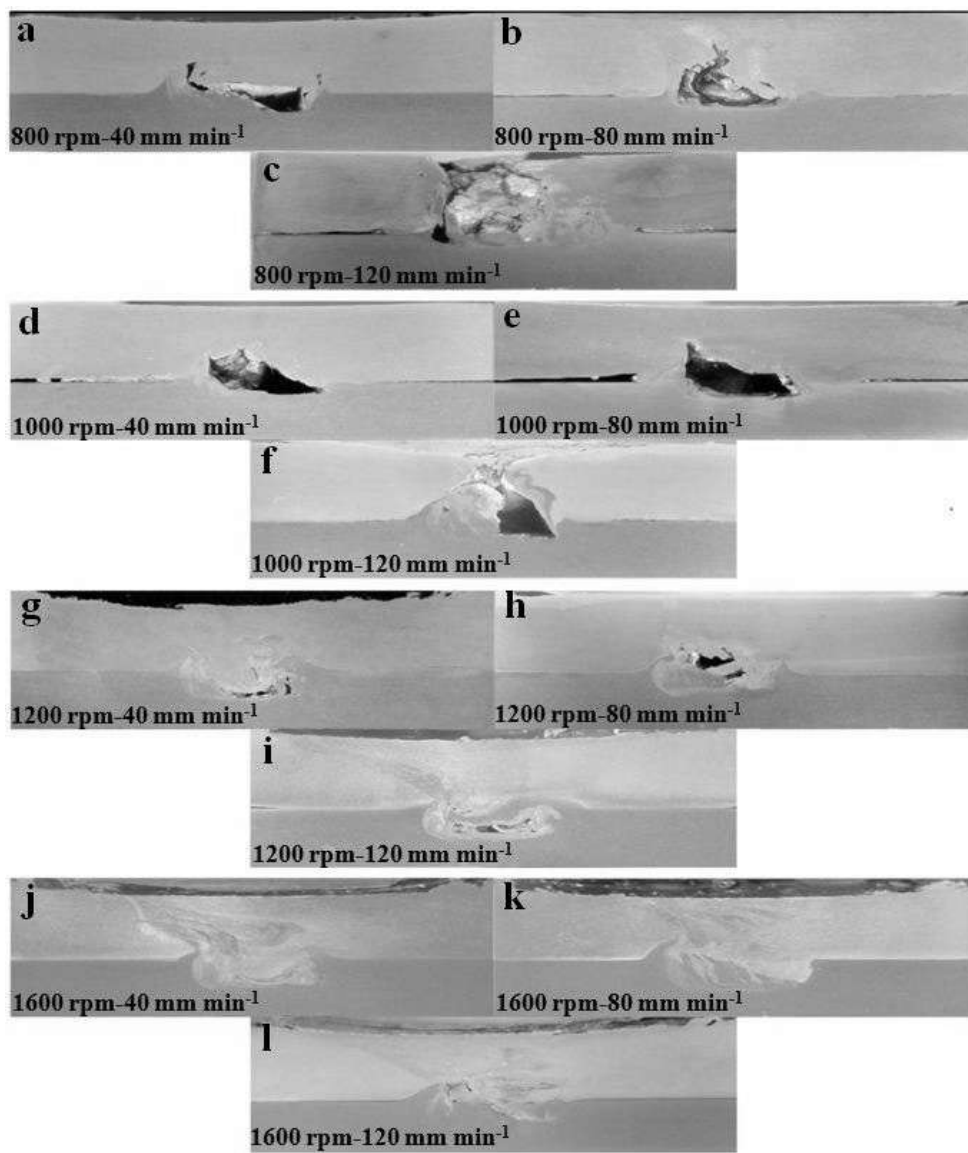 a
800 rpm-40 mm min⁻¹
b
800 rpm-80 mm min⁻¹
c
800 rpm-120 mm min⁻¹
d
1000 rpm-40 mm min⁻¹
e
1000 rpm-80 mm min⁻¹
f
1000 rpm-120 mm min⁻¹
g
1200 rpm-40 mm min⁻¹
h
1200 rpm-80 mm min⁻¹
i
1200 rpm-120 mm min⁻¹
j
1600 rpm-40 mm min⁻¹
k
1600 rpm-80 mm min⁻¹
l
1600 rpm-120 mm min⁻¹